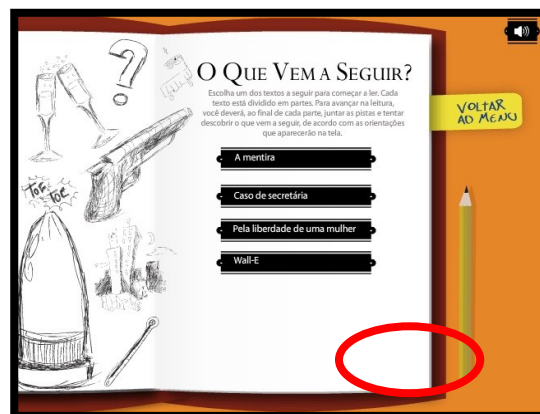 O QUE VEM A SEGUIR?
Escolha um dos textos a seguir para começar a ler. Cada
texto está dividido em partes. Para avançar na leitura,
você deverá, ao final de cada parte, juntar as pistas e tentar
descobrir o que vem a seguir, de acordo com as orientações
que aparecerão na tela.
VOLTAR
AO MENU
A mentira
Caso de secretária
Pela liberdade de uma mulher
Wall-E
TOC
TOC